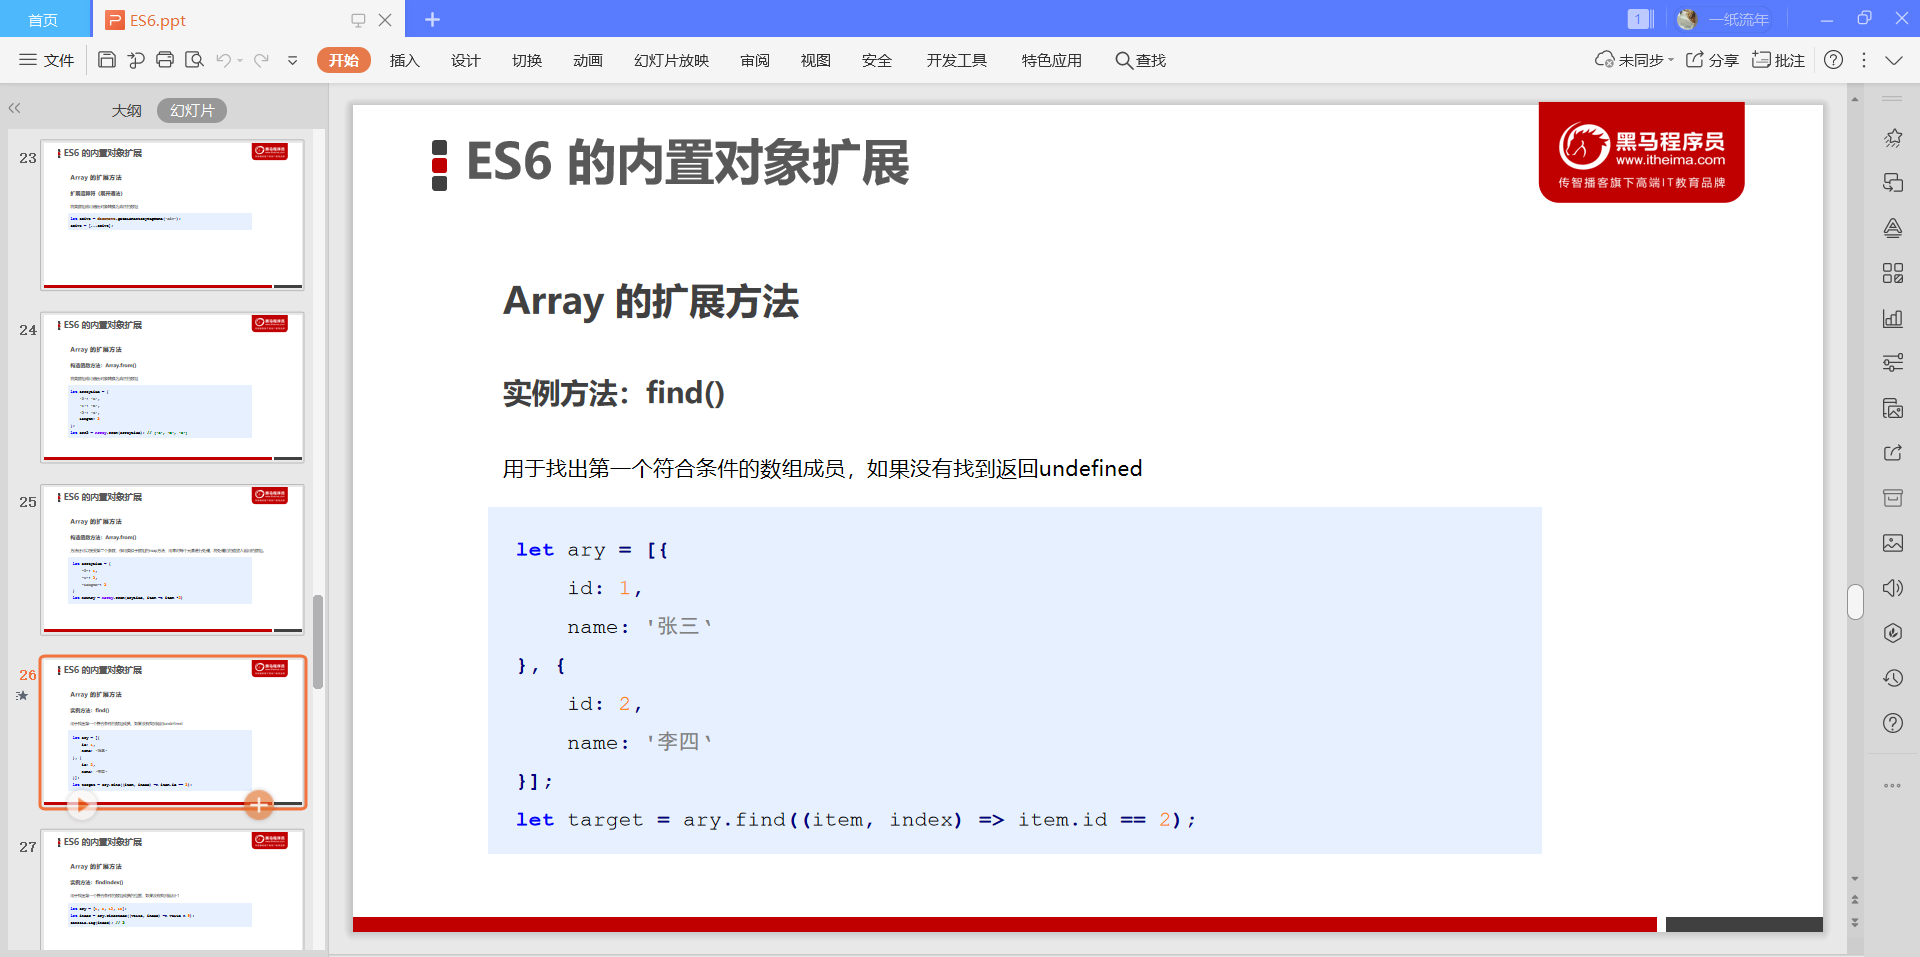 首页
ES6.ppt
1
一纸流年
文件
开始
插入
设计
切换
动画
幻灯片放映
审阅
视图
安全
开发工具
特色应用
查找
未同步
分享
批注
大纲
幻灯片
23
ES6 的内置对象扩展
Array 的扩展方法
扩展运算符（展开语法）
24
ES6 的内置对象扩展
Array 的扩展方法
构造函数方法：Array.from()
25
ES6 的内置对象扩展
Array 的扩展方法
构造函数方法：Array.from()
26
ES6 的内置对象扩展
Array 的扩展方法
实例方法：find()
27
ES6 的内置对象扩展
Array 的扩展方法
实例方法：findIndex()
ES6 的内置对象扩展
黑马程序员
www.itheima.com
传智播客旗下高端IT教育品牌
Array 的扩展方法
实例方法：find()
用于找出第一个符合条件的数组成员，如果没有找到返回undefined
let ary = [{
id: 1,
name: '张三‘
}, {
id: 2,
name: '李四‘
}];
let target = ary.find((item, index) => item.id == 2);